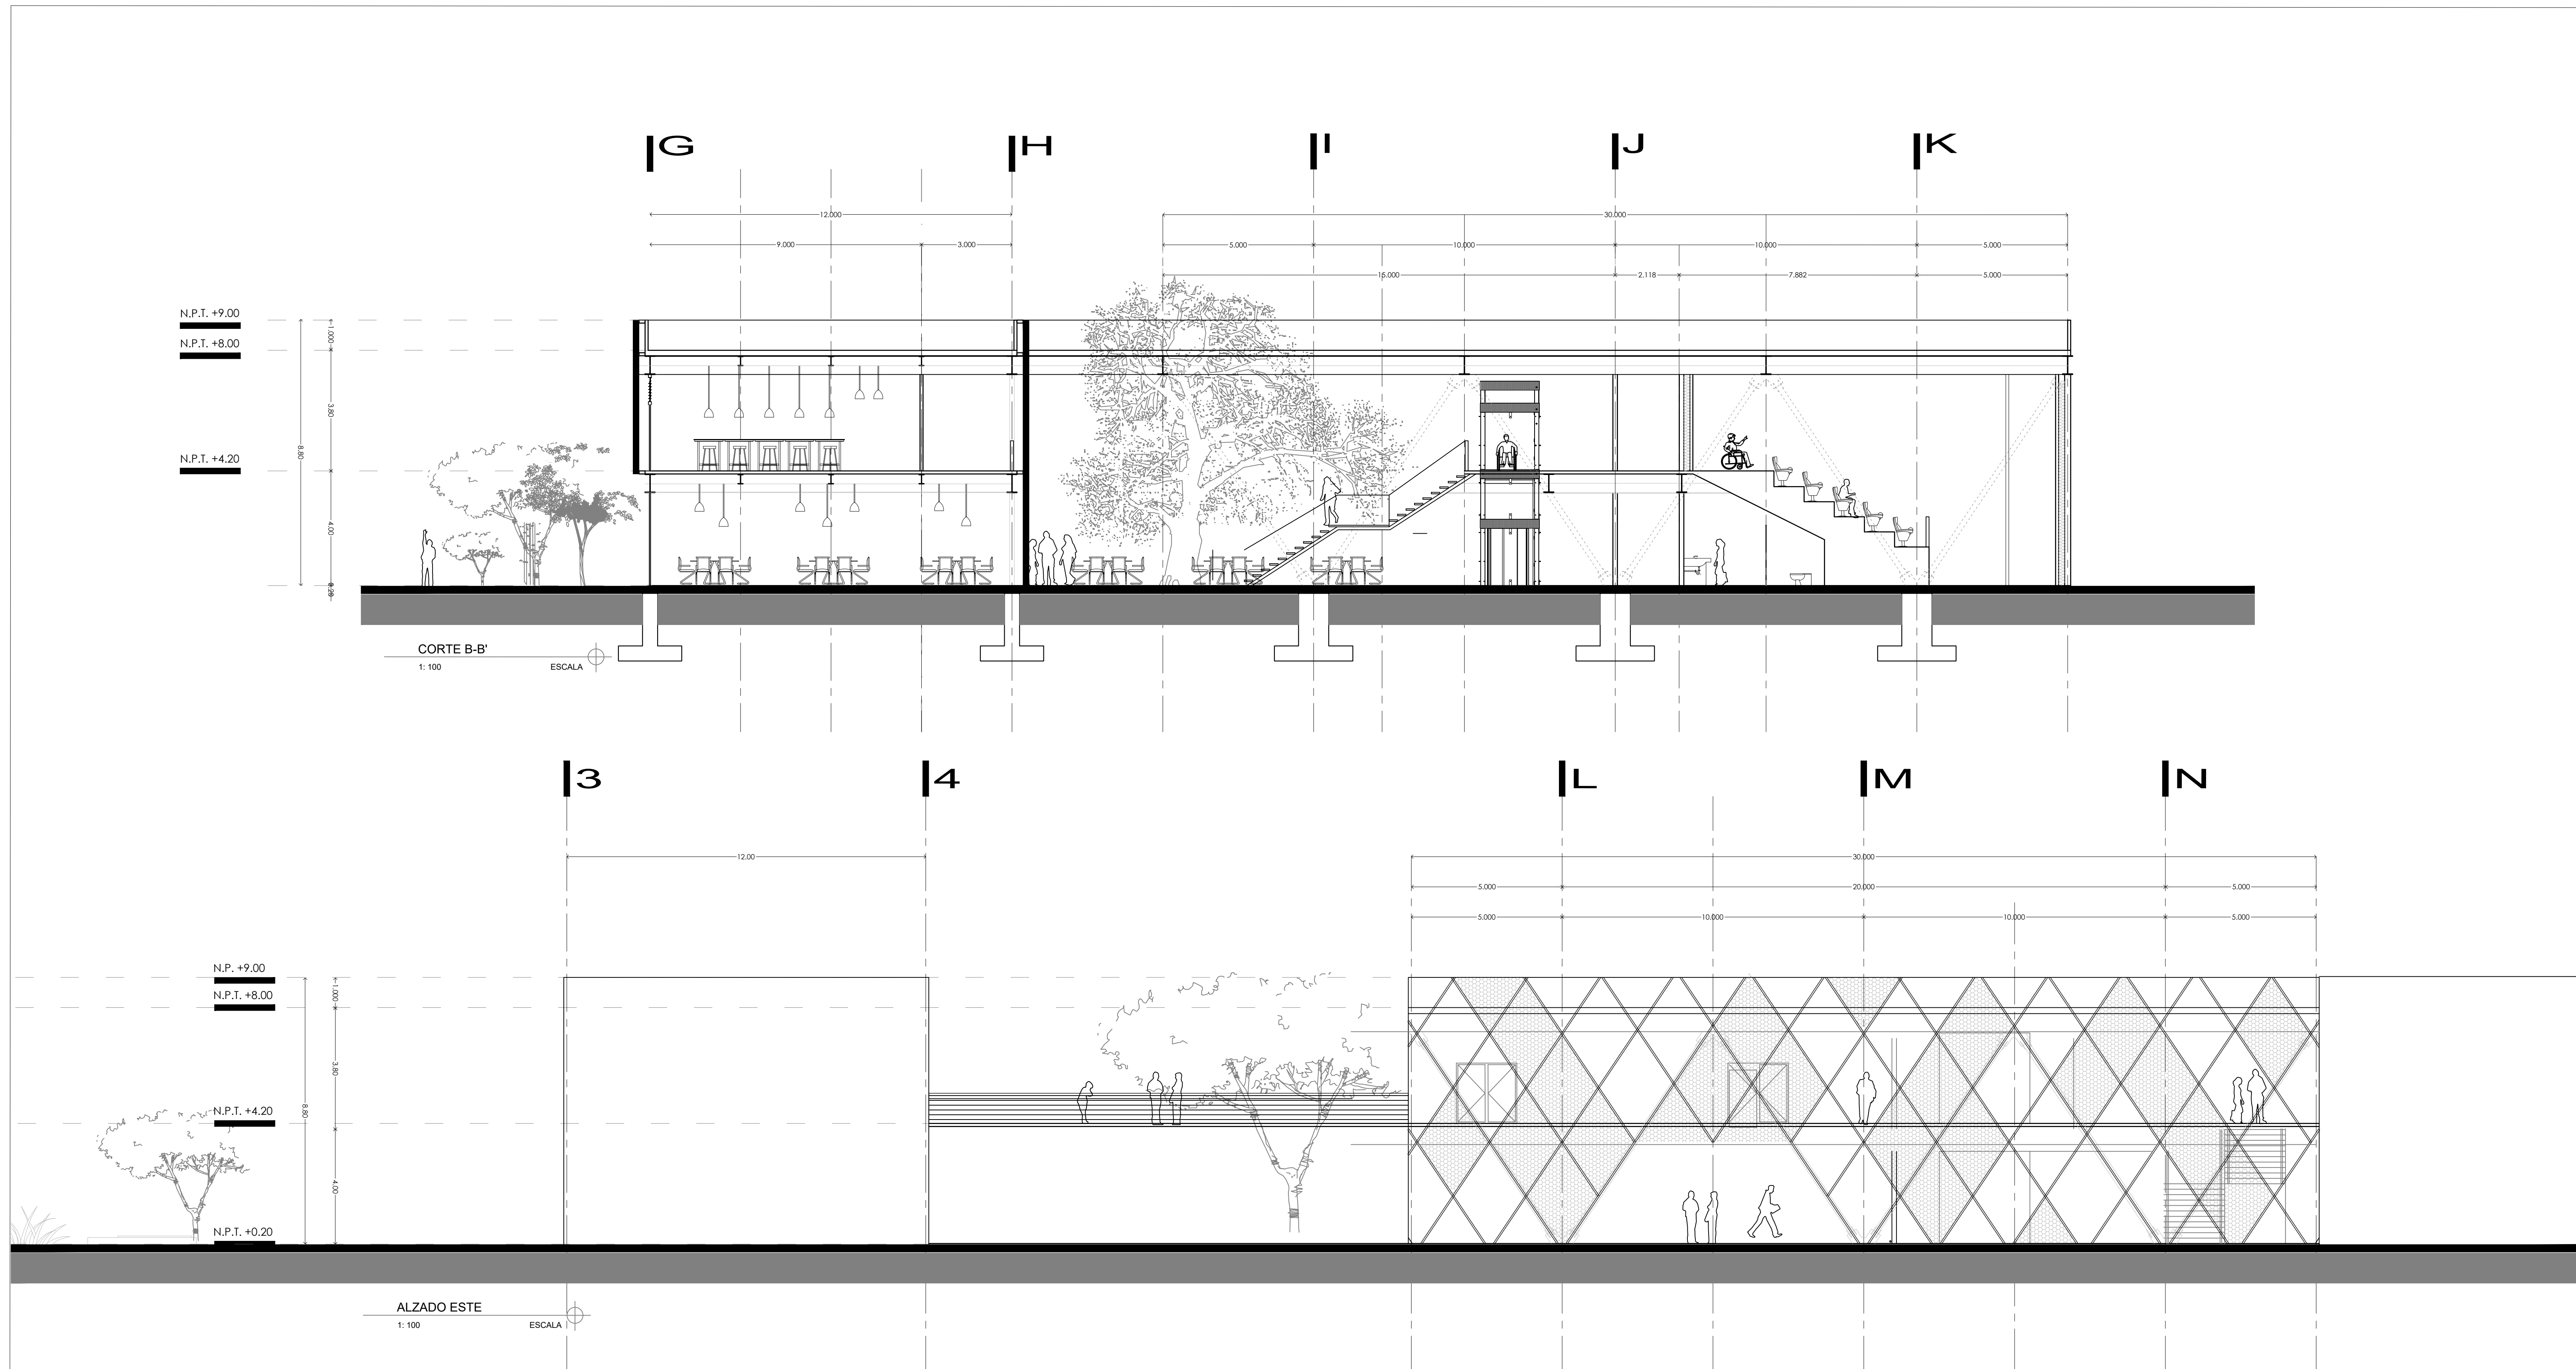 G H I J K
12.000 30.000
9.000 3.000 5.000 10.000 10.000 5.000
15.000 2.118 7.882 5.000
N.P.T. +9.00
1.000
N.P.T. +8.00
3.80
8.80
N.P.T. +4.20
4.00
CORTE B-B'
1: 100 ESCALA
3 4 L M N
12.00 30.000
5.000 20.000 5.000
5.000 10.000 10.000 5.000
N.P. +9.00
1.000
N.P.T. +8.00
3.80
8.80
N.P.T. +4.20
4.00
N.P.T. +0.20
ALZADO ESTE
1: 100 ESCALA